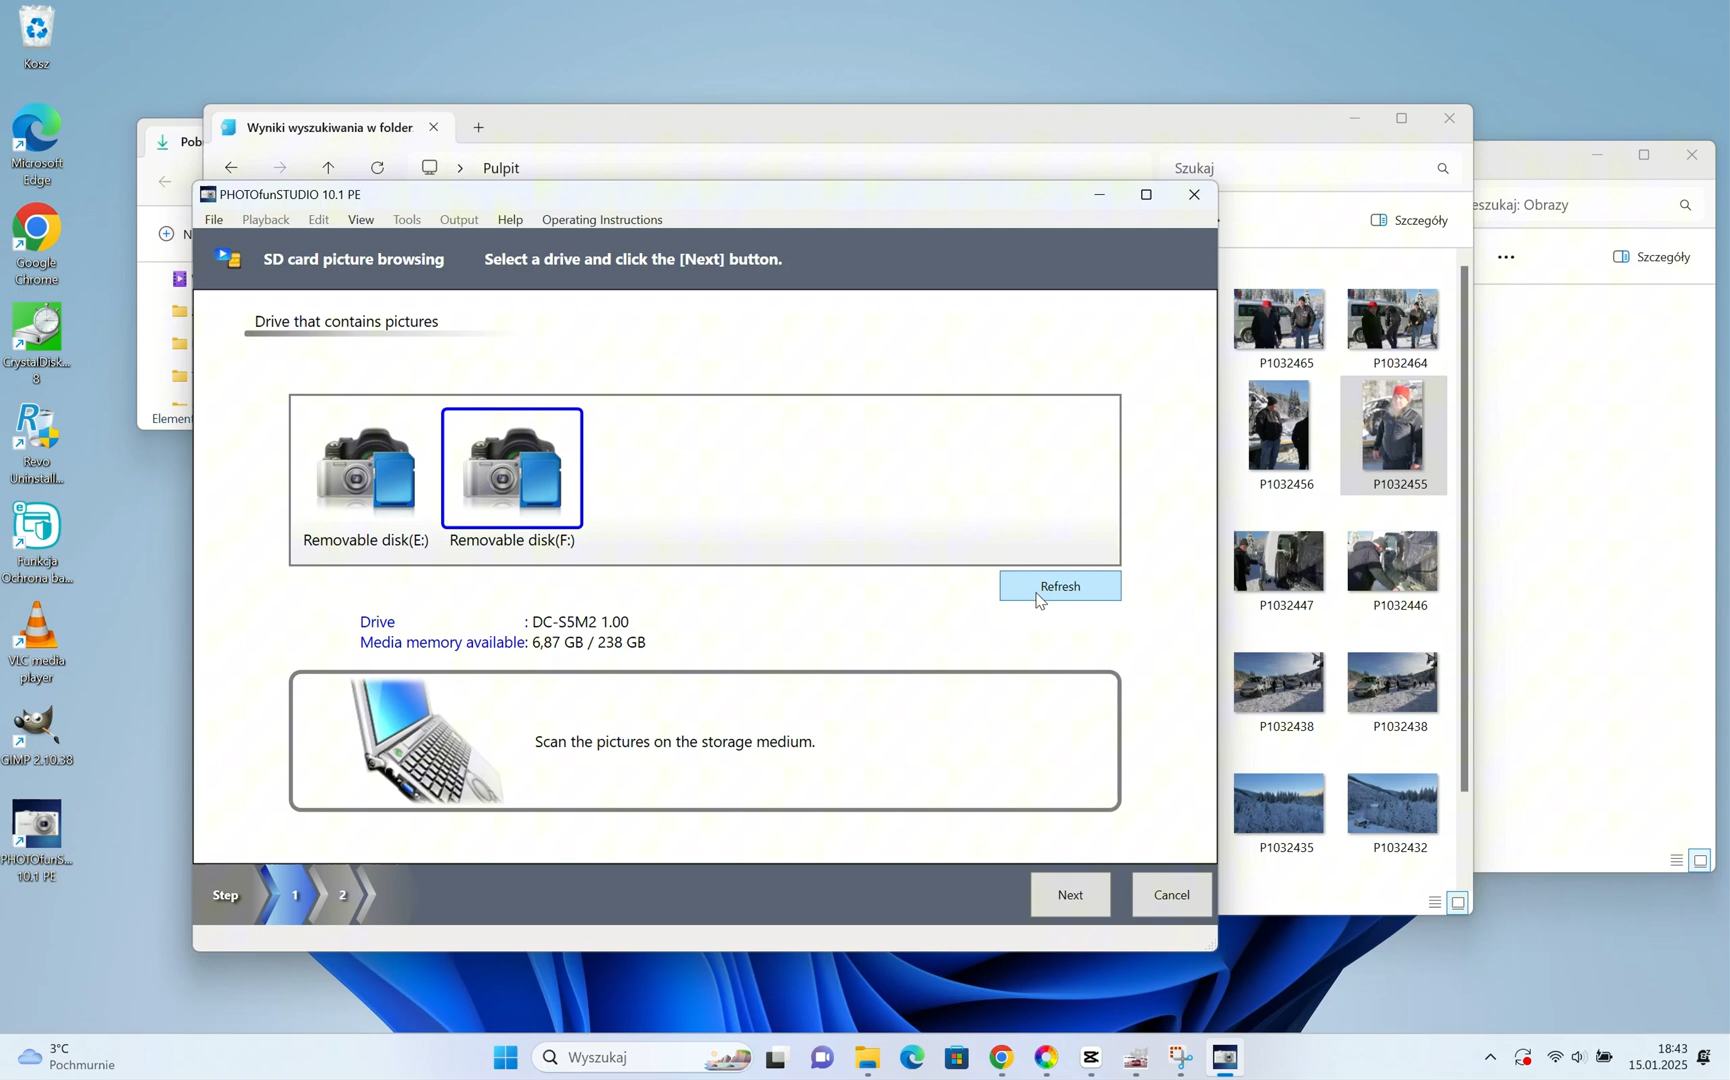 Kosz
Microsoft
Edge
Google
Chrome
CrystalDisk...
8
Revo
Uninstall...
Funkcja
Ochrona ba...
VLC media
player
GIMP 2.10.38
PHOTOfunS...
10.1 PE
Pob
Element
Wyniki wyszukiwania w folder
Pulpit
Szukaj
Szczegóły
eszukaj: Obrazy
Szczegóły
PHOTOfunSTUDIO 10.1 PE
File Playback Edit View Tools Output Help Operating Instructions
SD card picture browsing Select a drive and click the [Next] button.
Drive that contains pictures
Removable disk(E:) Removable disk(F:)
Refresh
Drive : DC-S5M2 1.00
Media memory available: 6,87 GB / 238 GB
Scan the pictures on the storage medium.
Step 1 2
Next Cancel
P1032465 P1032464
P1032456 P1032455
P1032447 P1032446
P1032438 P1032438
P1032435 P1032432
3°C
Pochmurnie
Wyszukaj
18:43
15.01.2025